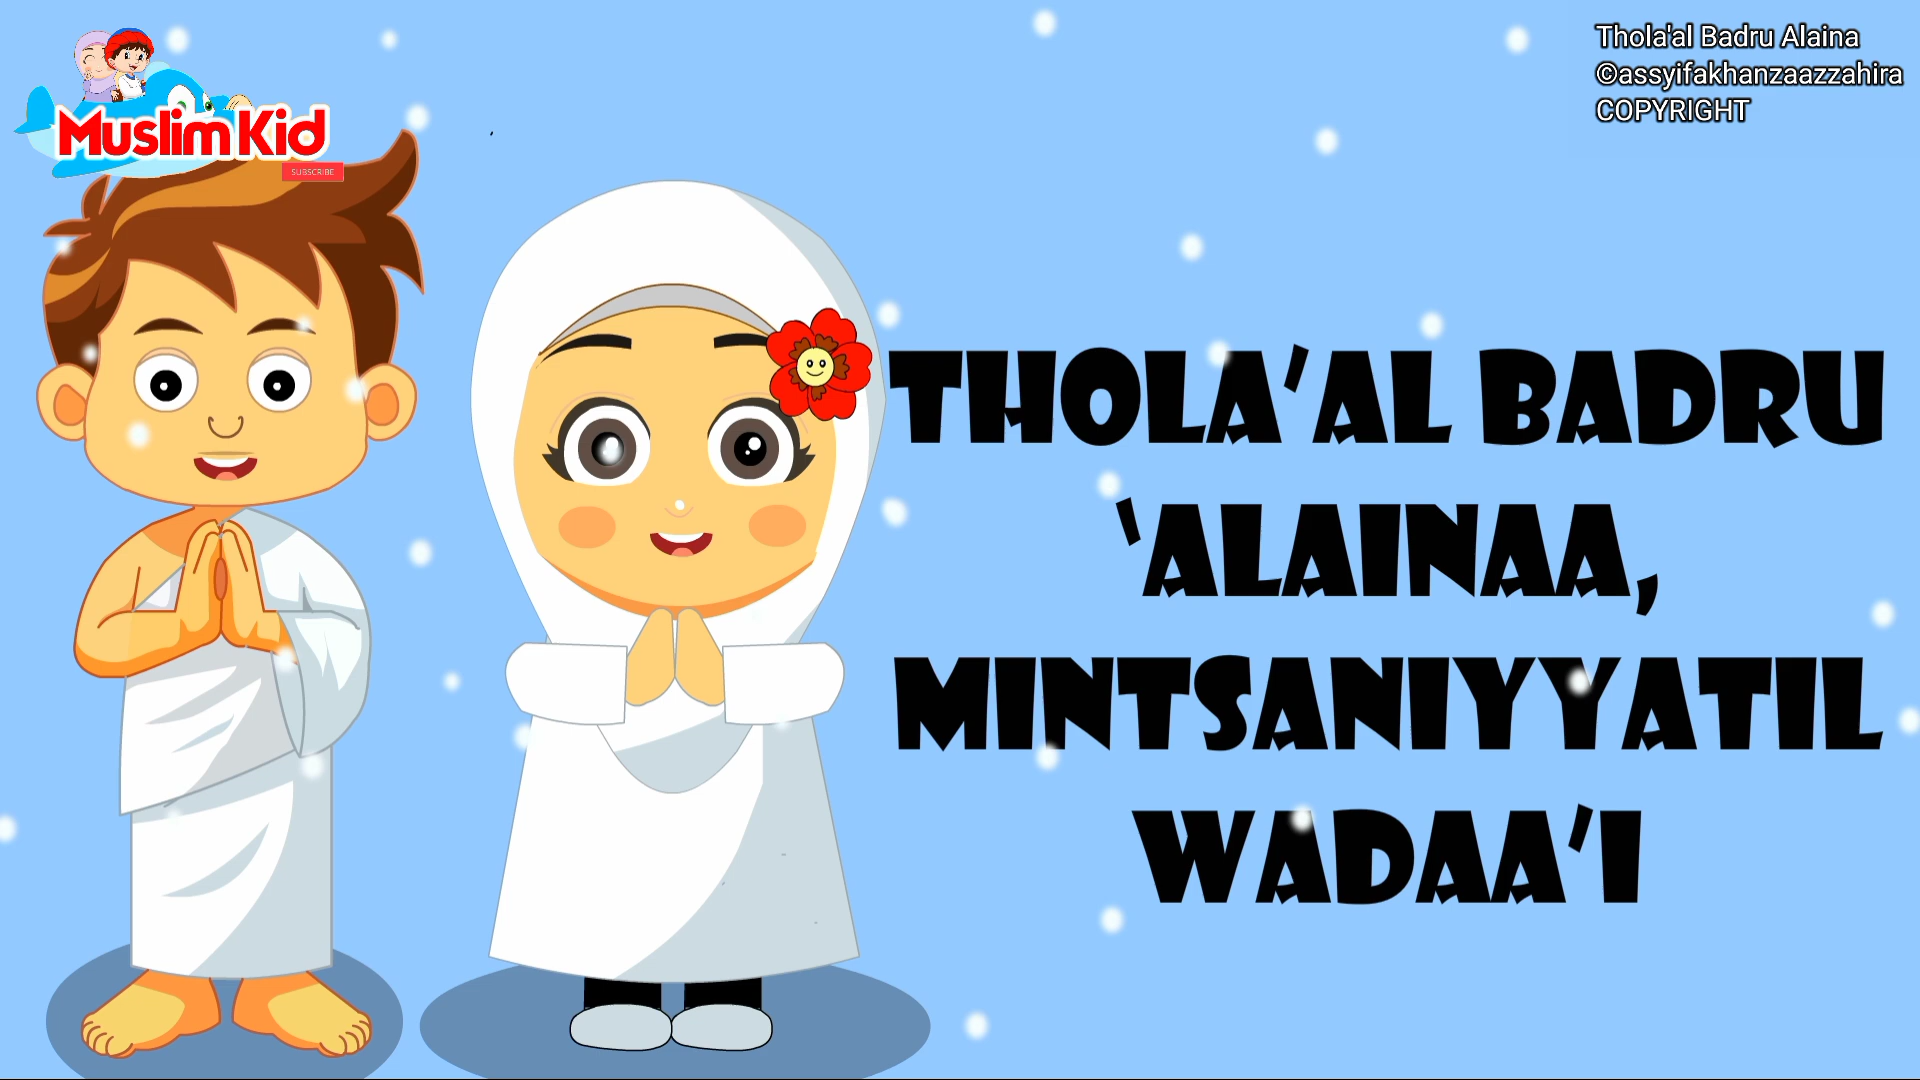 Muslim Kid
SUBSCRIBE
Thola'al Badru Alaina
©assyifakhanzaazzahira
COPYRIGHT
THOLA'AL BADRU
'ALAINAA,
MINTSANIYYATIL
WADAA'I